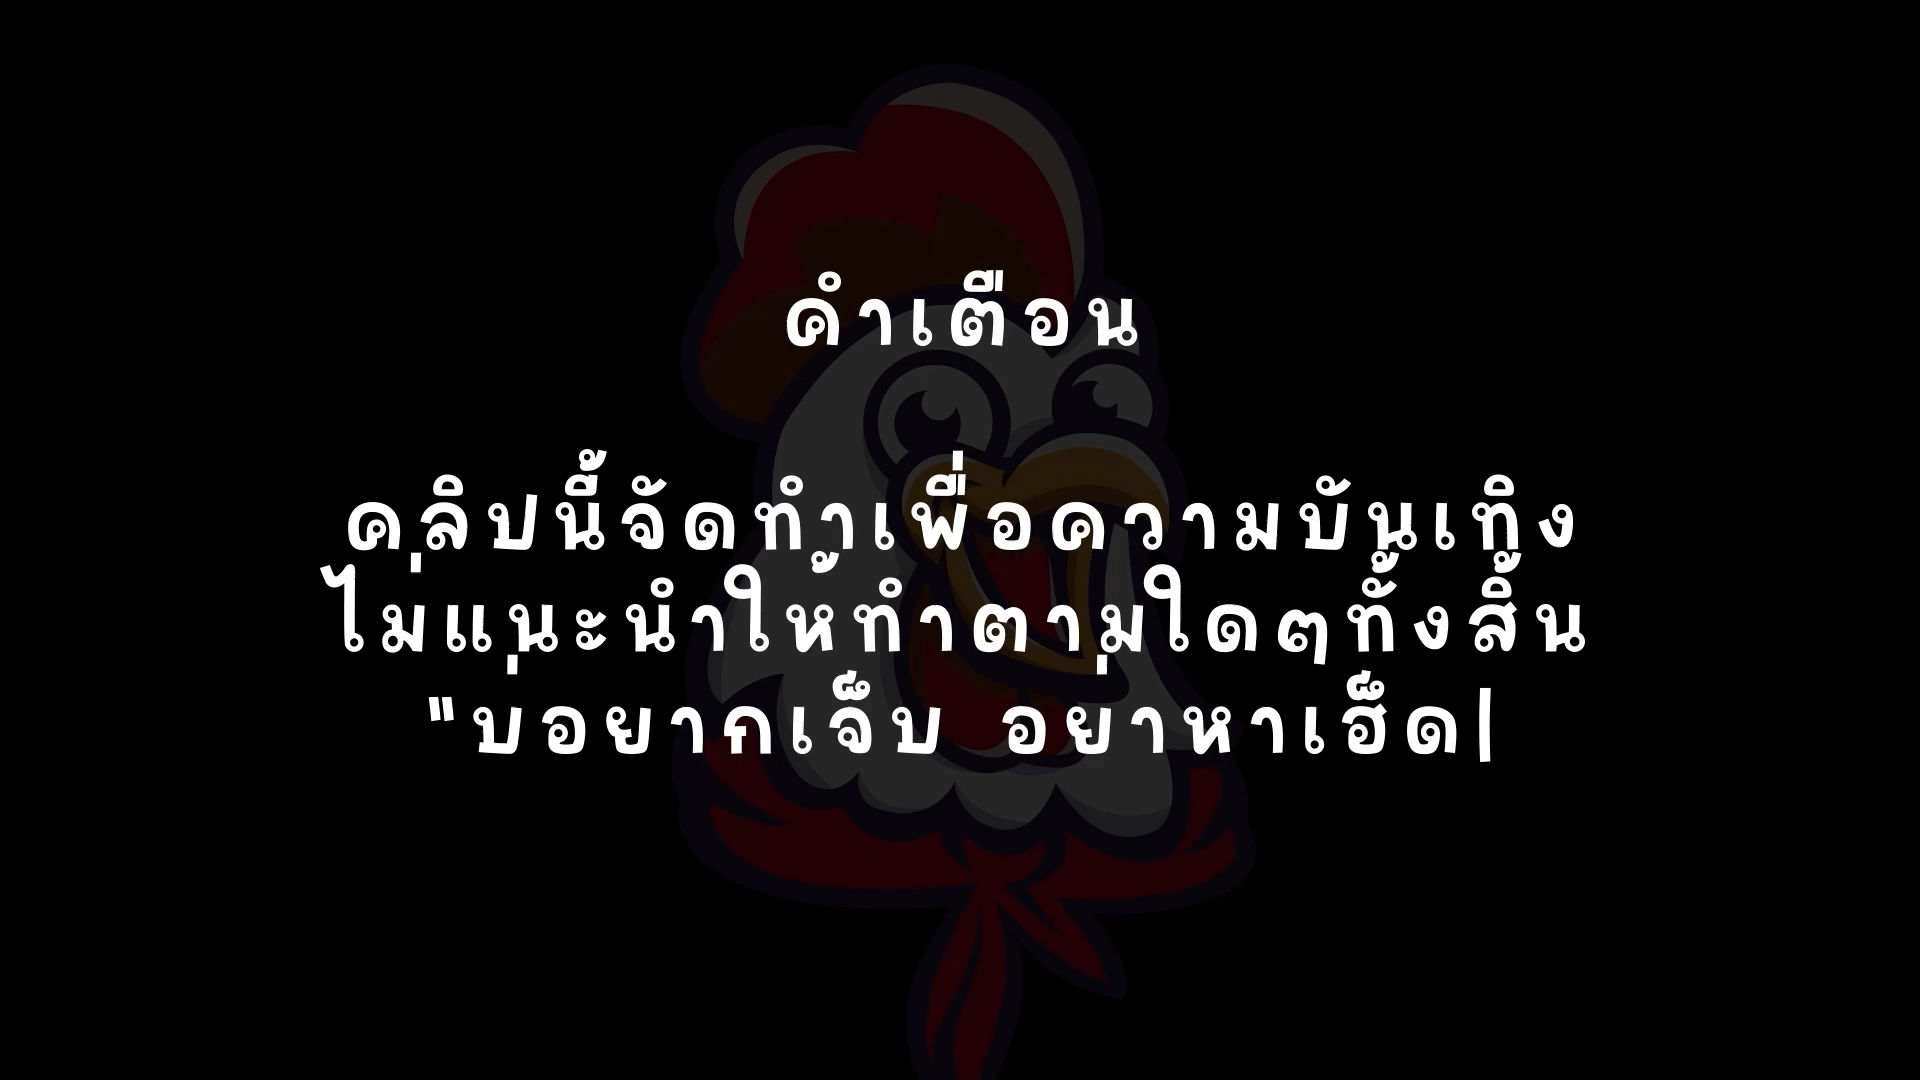 คำเตือน
คลิปนี้จัดทำเพื่อความบันเทิง
ไม่แนะนำให้ทำตามใดๆทั้งสิ้น
"บ่อยากเจ็บ อย่าหาเฮ็ด|